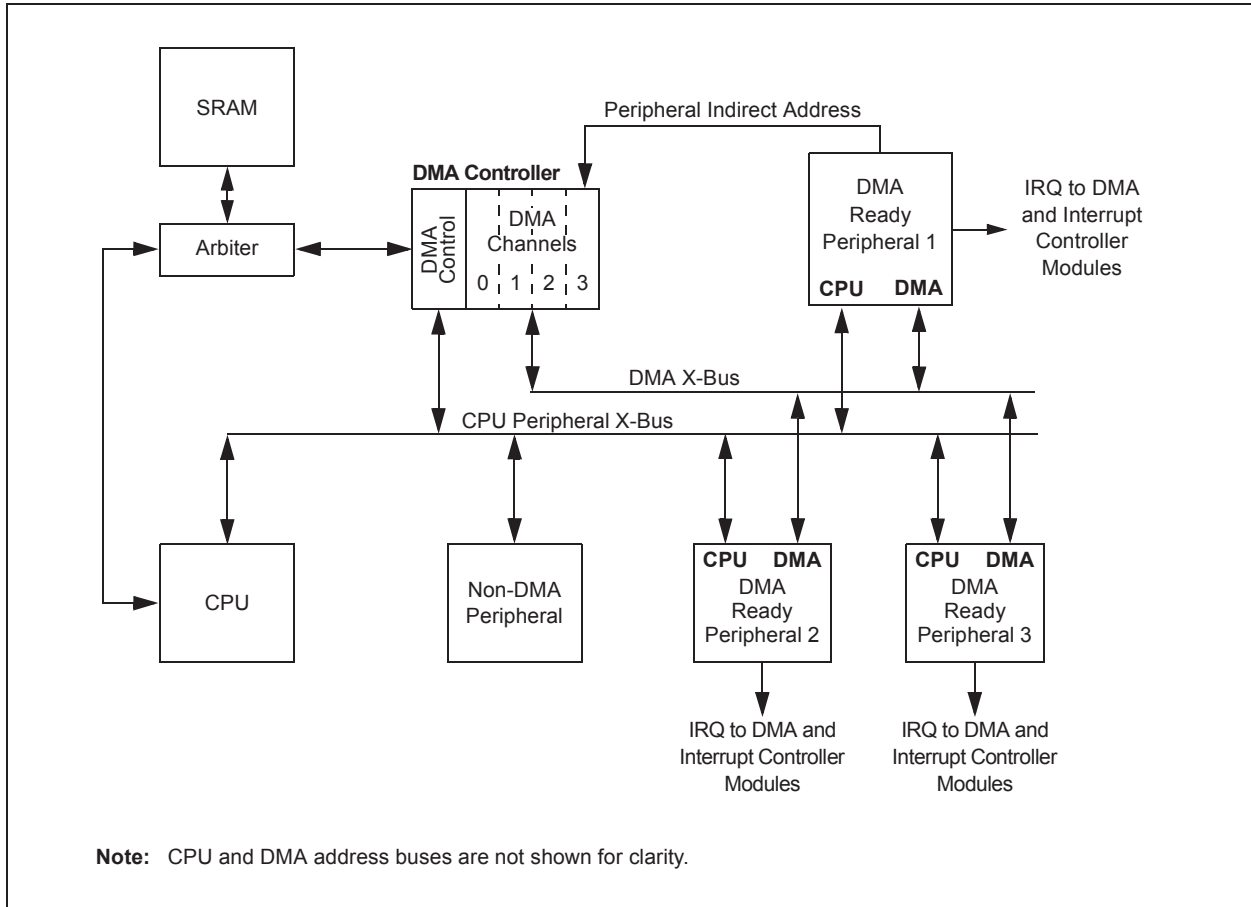 SRAM
Peripheral Indirect Address
DMA Controller
DMA
Control
DMA
Channels
0 1 2 3
Arbiter
DMA
Ready
Peripheral 1
CPU DMA
IRQ to DMA
and Interrupt
Controller
Modules
DMA X-Bus
CPU Peripheral X-Bus
CPU
Non-DMA
Peripheral
CPU DMA
DMA
Ready
Peripheral 2
CPU DMA
DMA
Ready
Peripheral 3
IRQ to DMA and
Interrupt Controller
Modules
IRQ to DMA and
Interrupt Controller
Modules
Note: CPU and DMA address buses are not shown for clarity.